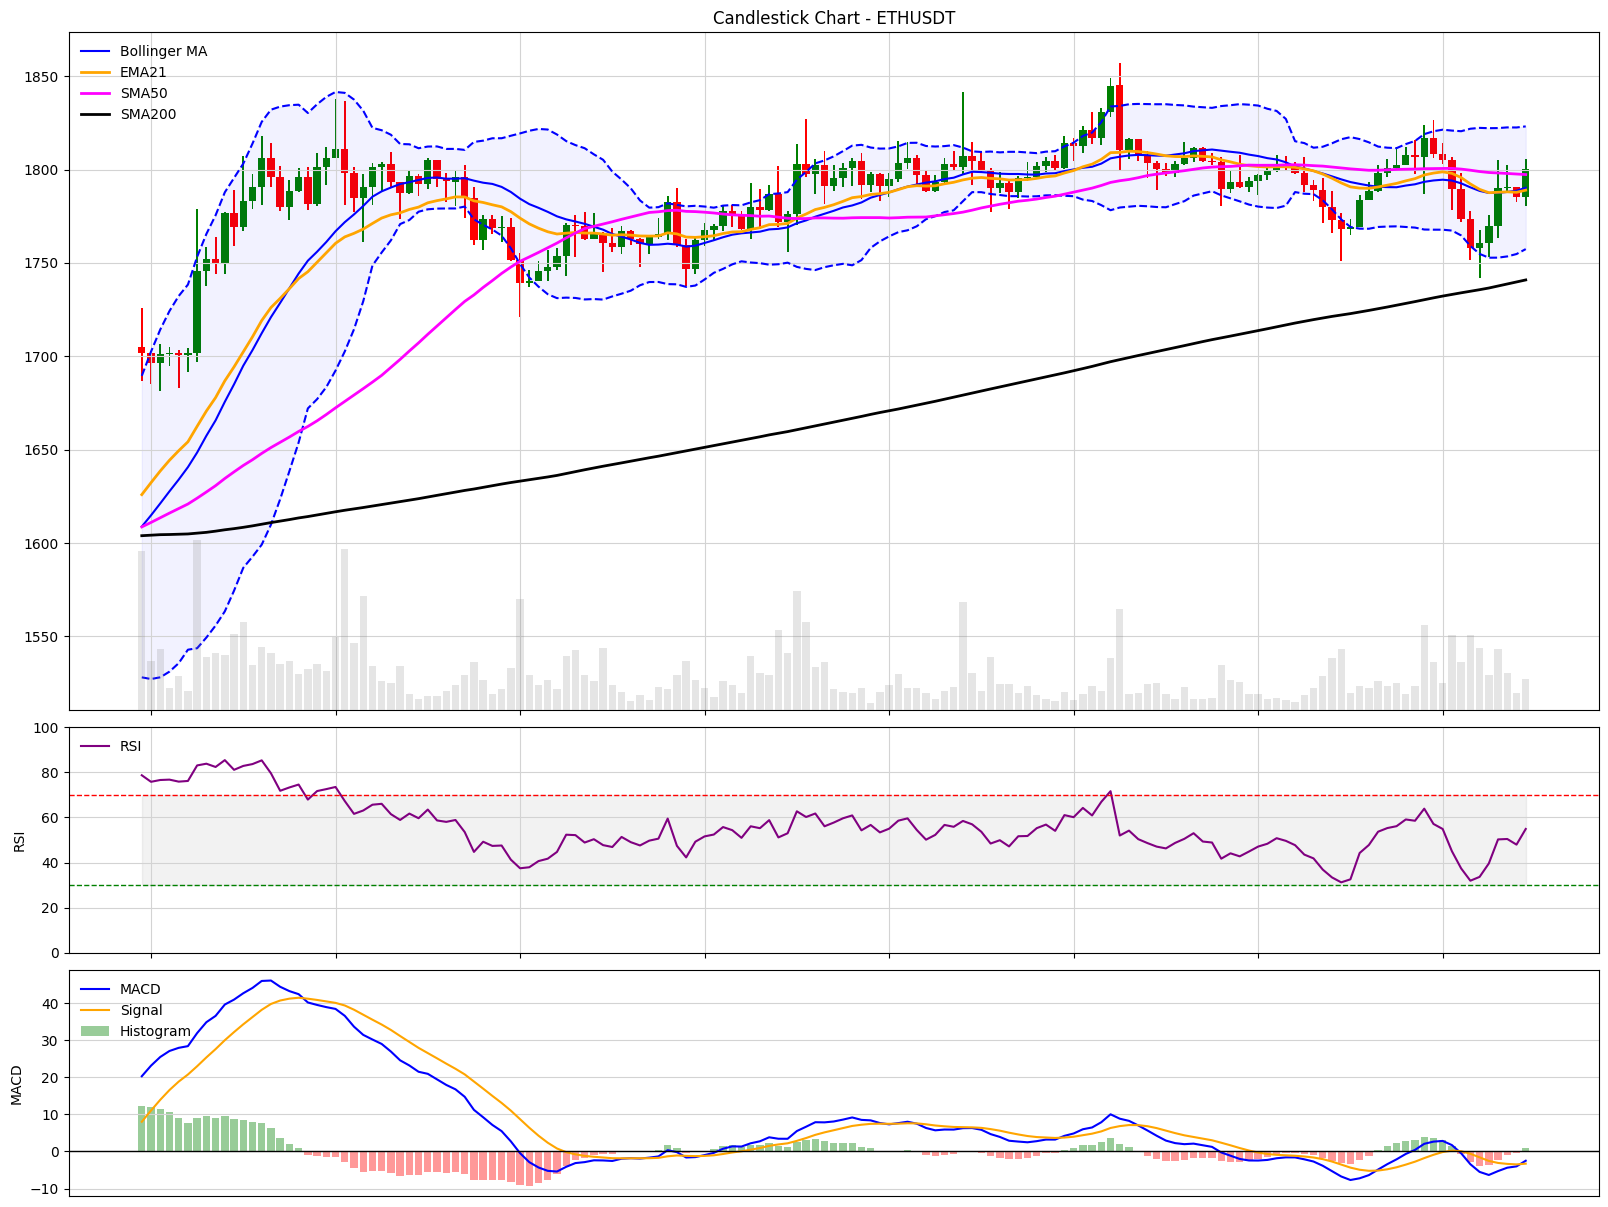 Candlestick Chart - ETHUSDT
Bollinger MA
EMA21
SMA50
SMA200
1850
1800
1750
1700
1650
1600
1550
RSI
100
80
60
40
20
0
RSI
MACD
Signal
Histogram
40
30
20
10
0
−10
MACD